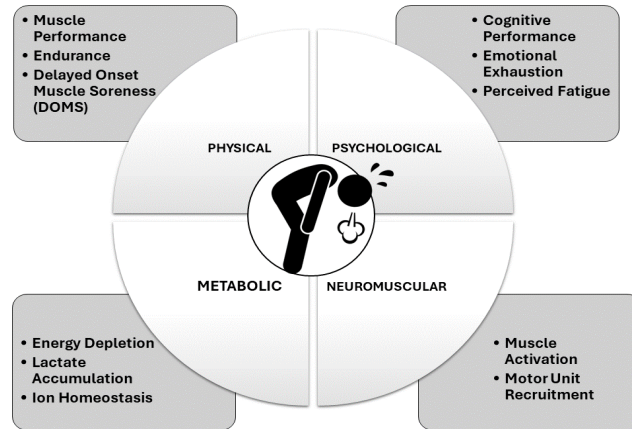 • Muscle
Performance
• Endurance
• Delayed Onset
Muscle Soreness
(DOMS)
• Cognitive
Performance
• Emotional
Exhaustion
• Perceived Fatigue
PHYSICAL
PSYCHOLOGICAL
METABOLIC
NEUROMUSCULAR
• Energy Depletion
• Lactate
Accumulation
• Ion Homeostasis
• Muscle
Activation
• Motor Unit
Recruitment